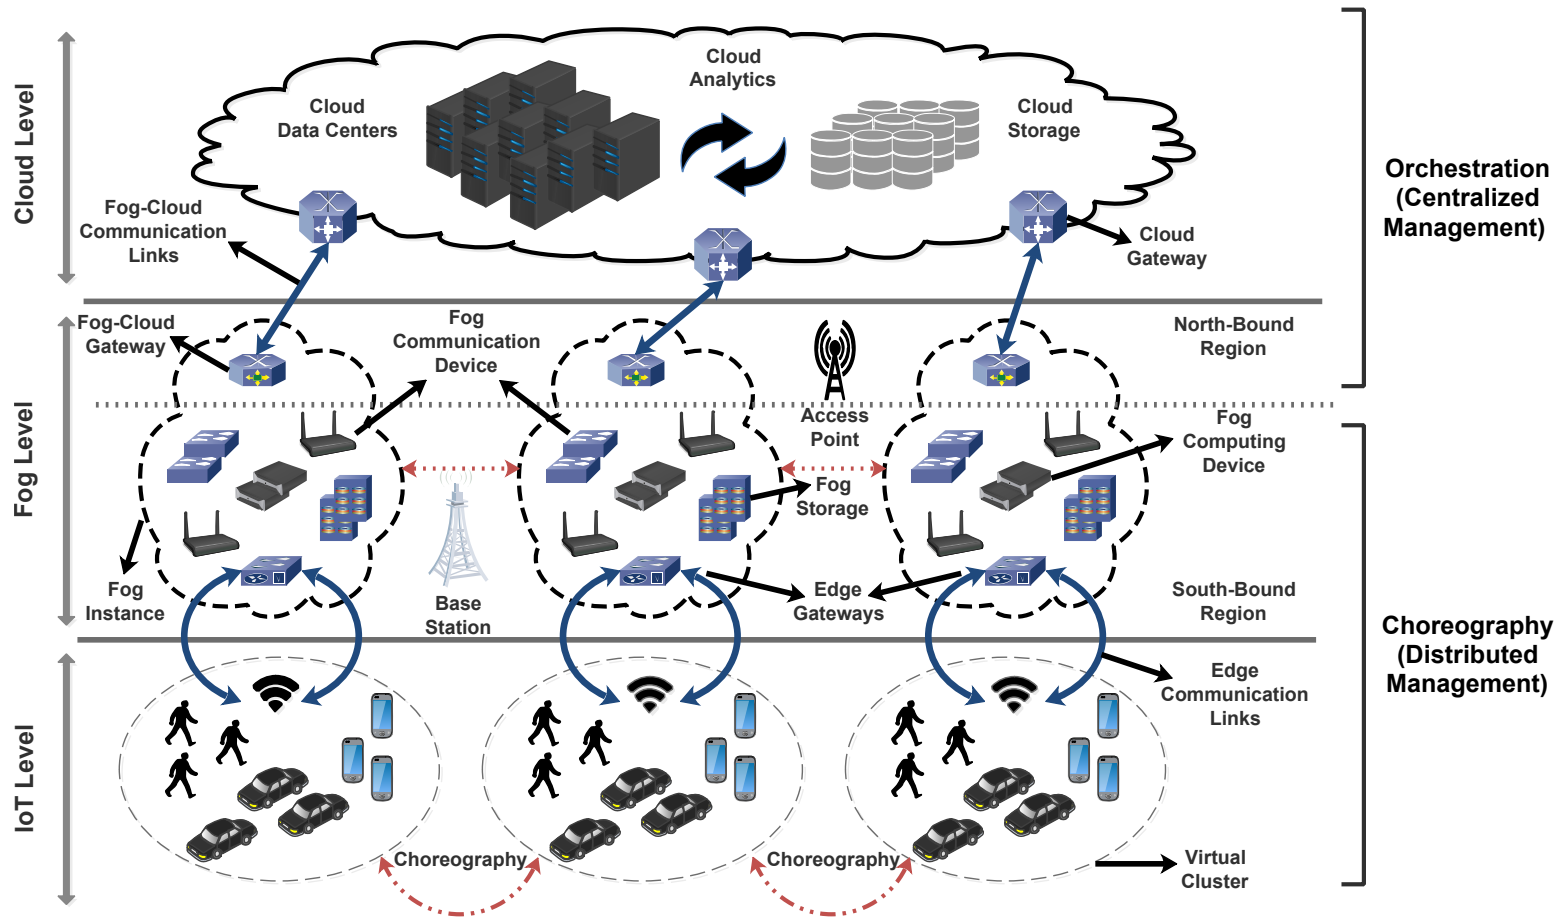 Cloud Level
Cloud
Analytics
Cloud
Data Centers
Cloud
Storage
Fog-Cloud
Communication
Links
Cloud
Gateway
Orchestration
(Centralized
Management)
Fog Level
Fog-Cloud
Gateway
Fog
Communication
Device
North-Bound
Region
Access
Point
Fog
Computing
Device
Fog
Storage
Fog
Instance
Base
Station
Edge
Gateways
South-Bound
Region
Choreography
(Distributed
Management)
IoT Level
Edge
Communication
Links
Choreography
Choreography
Virtual
Cluster